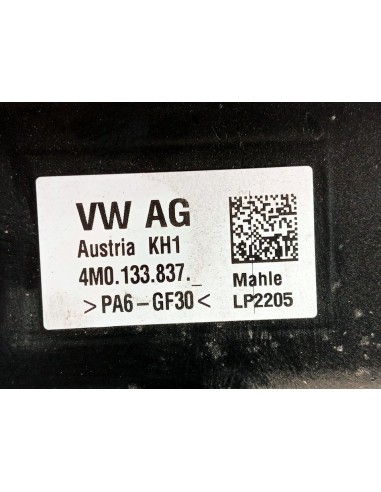 VW AG
Austria KH1
4M0.133.837._
>PA6-GF30<
Mahle
LP2205